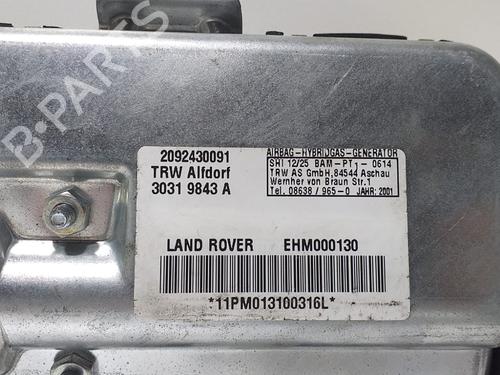 B-PARTS
2092430091
TRW Alfdorf
3031 9843 A
AIRBAG-HYBRIDGAS-GENERATOR
SHI 12/25 BAM-PT1-0614
TRW AS GmbH,84544 Aschau
Wernher von Braun Str.1
Tel. 08638/965-0 JAHR: 2001
LAND ROVER EHM000130
*11PM013100316L*